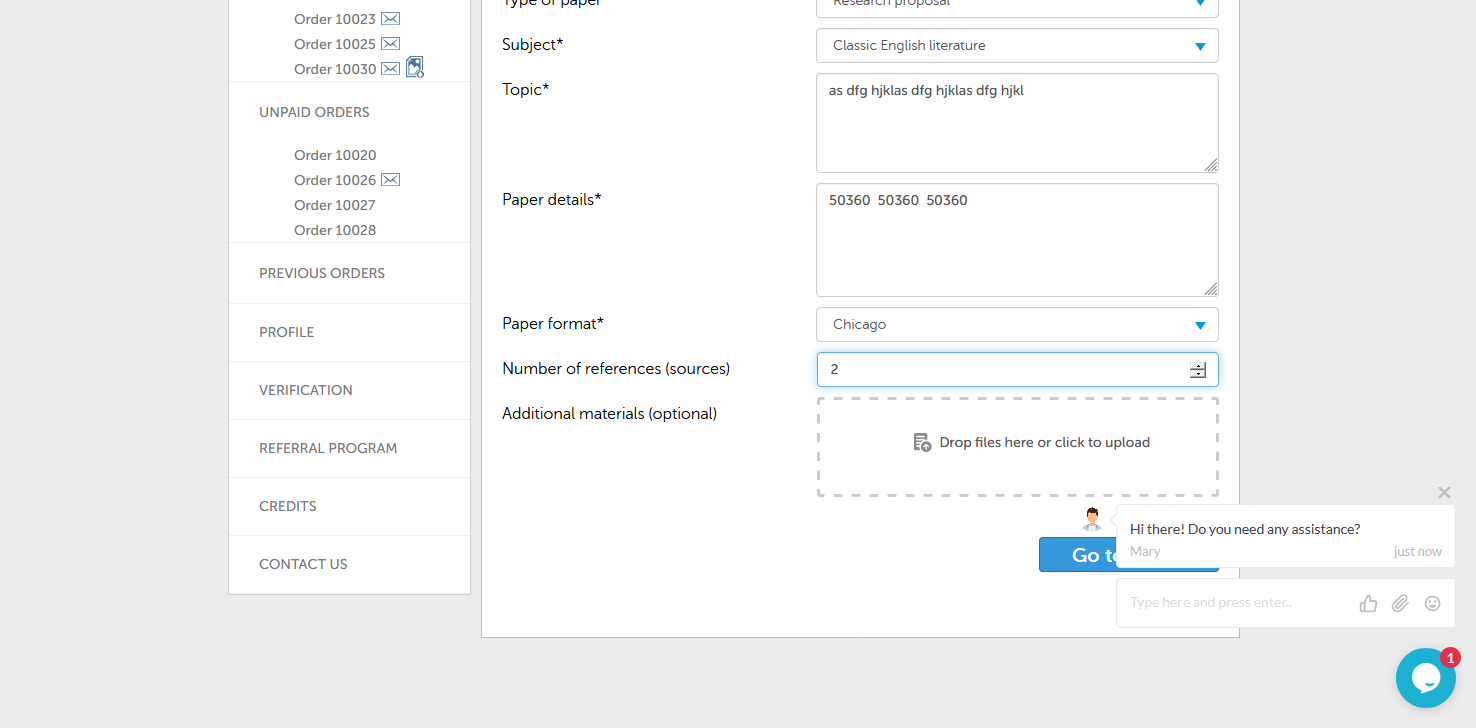 Order 10023
Order 10025
Order 10030
UNPAID ORDERS
Order 10020
Order 10026
Order 10027
Order 10028
PREVIOUS ORDERS
PROFILE
VERIFICATION
REFERRAL PROGRAM
CREDITS
CONTACT US
Type of paper
Research proposal
Subject*
Classic English literature
Topic*
as dfg hjklas dfg hjklas dfg hjkl
Paper details*
50360 50360 50360
Paper format*
Chicago
Number of references (sources)
2
Additional materials (optional)
Drop files here or click to upload
Go
Hi there! Do you need any assistance?
Mary
just now
Type here and press enter..
1